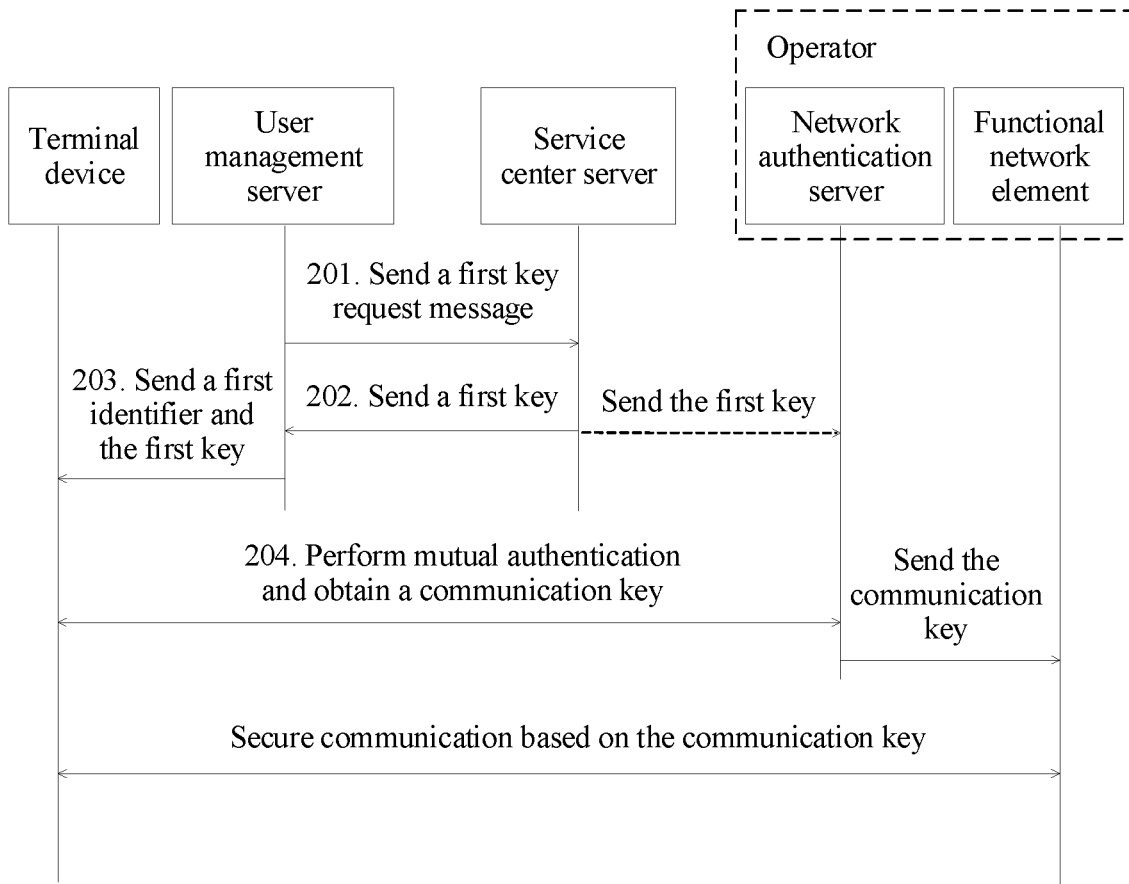 Operator
Terminal
device
User
management
server
Service
center server
Network
authentication
server
Functional
network
element
201. Send a first key
request message
203. Send a first
identifier and
the first key
202. Send a first key
Send the first key
204. Perform mutual authentication
and obtain a communication key
Send the
communication
key
Secure communication based on the communication key